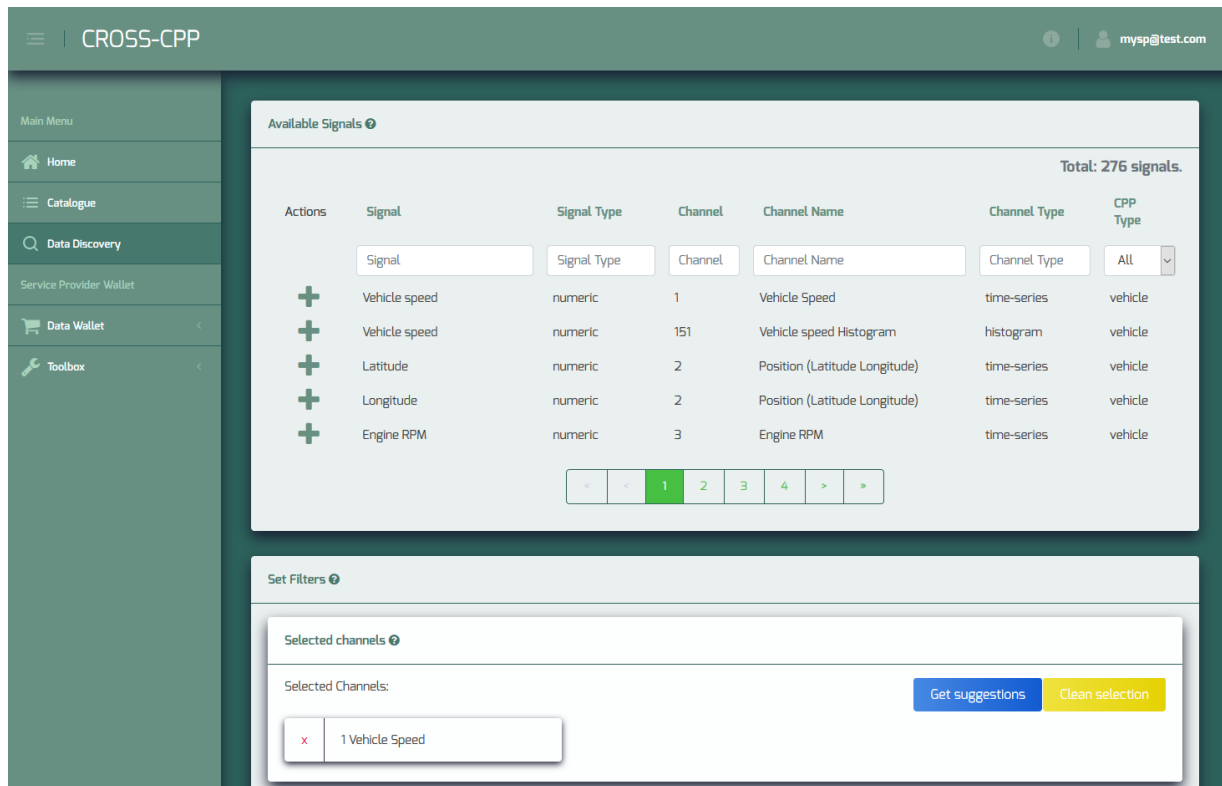 CROSS-CPP
mysp@test.com
Main Menu
Home
Catalogue
Data Discovery
Service Provider Wallet
Data Wallet
Toolbox
Available Signals
Total: 276 signals.
Actions Signal Signal Type Channel Channel Name Channel Type CPP Type
Signal Signal Type Channel Channel Name Channel Type All
Vehicle speed numeric 1 Vehicle Speed time-series vehicle
Vehicle speed numeric 151 Vehicle speed Histogram histogram vehicle
Latitude numeric 2 Position (Latitude Longitude) time-series vehicle
Longitude numeric 2 Position (Latitude Longitude) time-series vehicle
Engine RPM numeric 3 Engine RPM time-series vehicle
« < 1 2 3 4 > »
Set Filters
Selected channels
Selected Channels:
Get suggestions Clean selection
x 1 Vehicle Speed